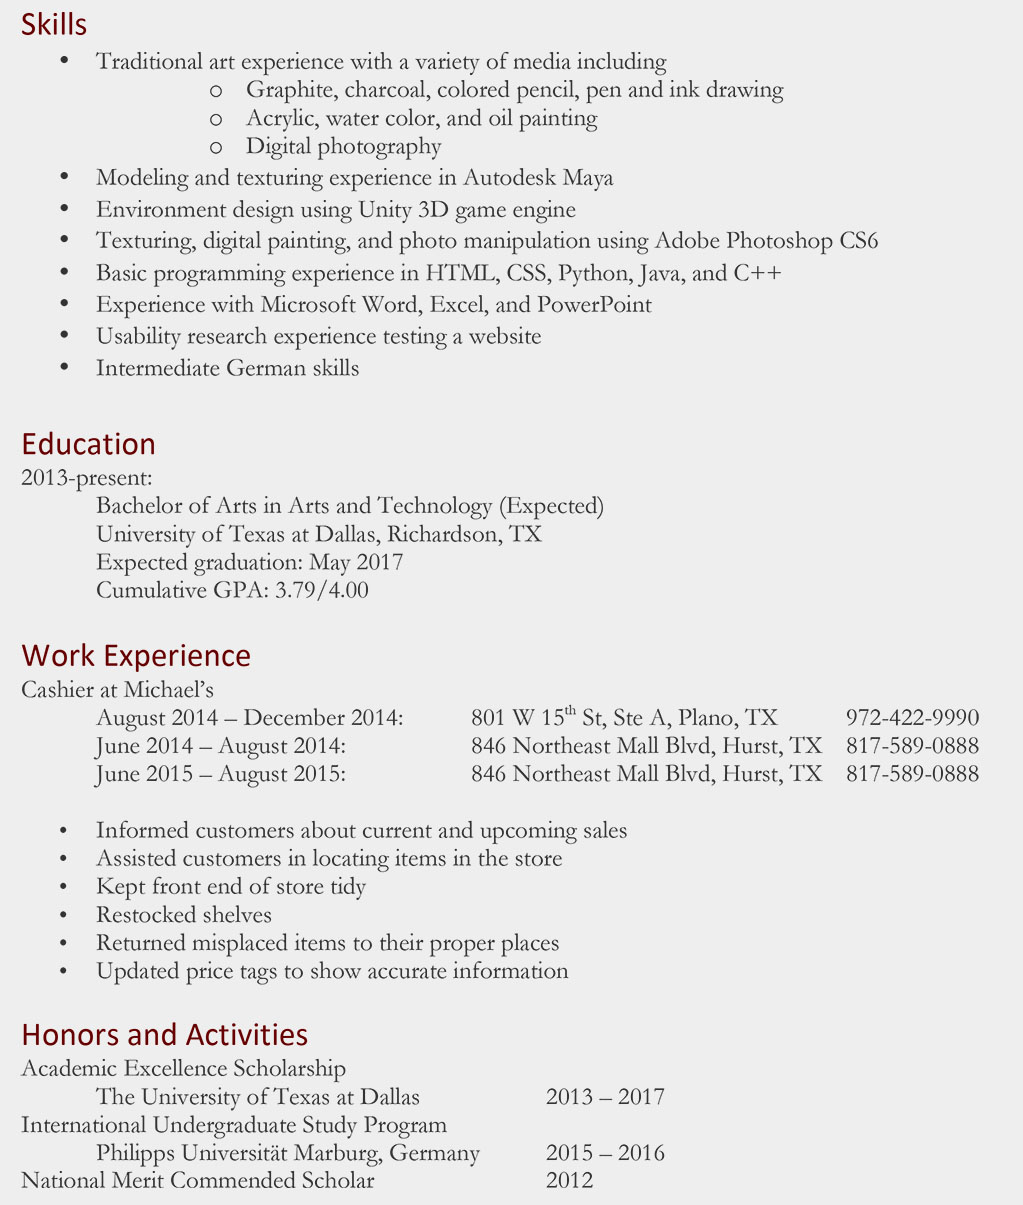 Skills
• Traditional art experience with a variety of media including
o Graphite, charcoal, colored pencil, pen and ink drawing
o Acrylic, water color, and oil painting
o Digital photography
• Modeling and texturing experience in Autodesk Maya
• Environment design using Unity 3D game engine
• Texturing, digital painting, and photo manipulation using Adobe Photoshop CS6
• Basic programming experience in HTML, CSS, Python, Java, and C++
• Experience with Microsoft Word, Excel, and PowerPoint
• Usability research experience testing a website
• Intermediate German skills
Education
2013-present:
Bachelor of Arts in Arts and Technology (Expected)
University of Texas at Dallas, Richardson, TX
Expected graduation: May 2017
Cumulative GPA: 3.79/4.00
Work Experience
Cashier at Michael's
August 2014 – December 2014: 801 W 15th St, Ste A, Plano, TX 972-422-9990
June 2014 – August 2014: 846 Northeast Mall Blvd, Hurst, TX 817-589-0888
June 2015 – August 2015: 846 Northeast Mall Blvd, Hurst, TX 817-589-0888
• Informed customers about current and upcoming sales
• Assisted customers in locating items in the store
• Kept front end of store tidy
• Restocked shelves
• Returned misplaced items to their proper places
• Updated price tags to show accurate information
Honors and Activities
Academic Excellence Scholarship
The University of Texas at Dallas 2013 – 2017
International Undergraduate Study Program
Philipps Universität Marburg, Germany 2015 – 2016
National Merit Commended Scholar 2012